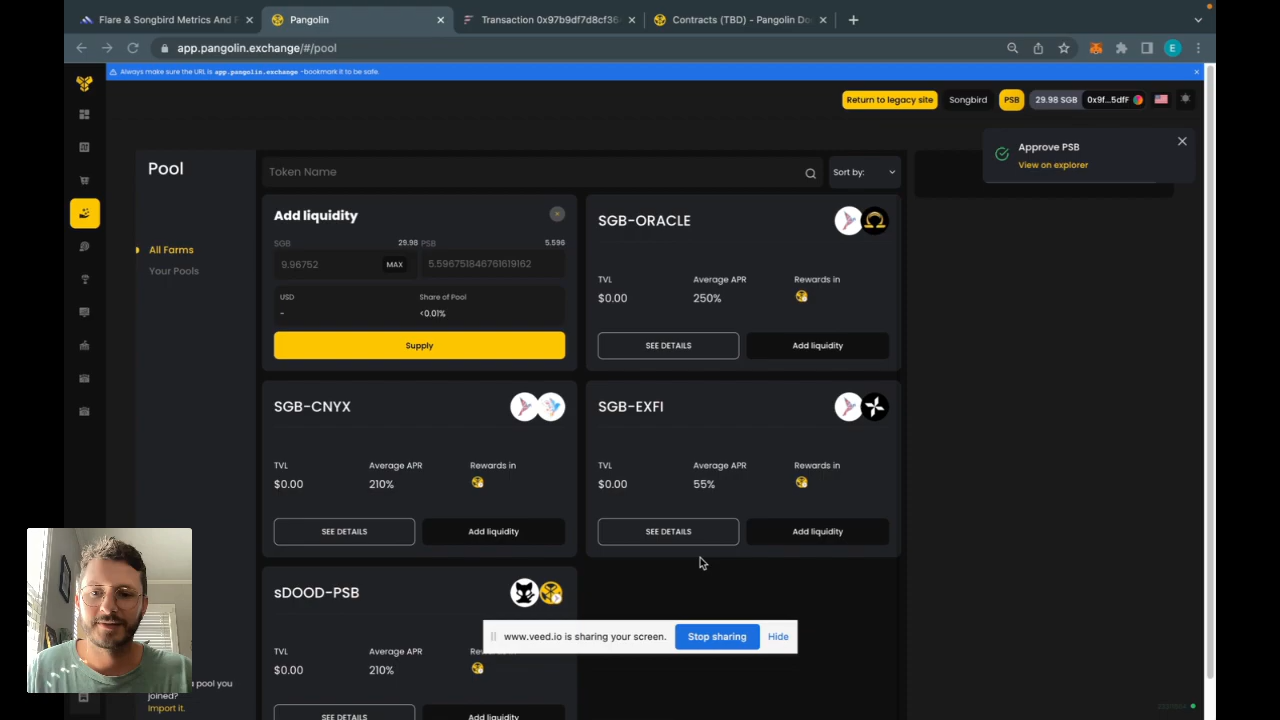 Flare & Songbird Metrics And F
Pangolin
Transaction 0x97b9df7d8cf364
Contracts (TBD) - Pangolin Do
app.pangolin.exchange/#/pool
E
Always make sure the URL is app.pangolin.exchange -bookmark it to be safe.
Return to legacy site
Songbird
PSB
29.98 SGB
0x9f...5dfF
Approve PSB
View on explorer
Pool
All Farms
Your Pools
Token Name
Sort by:
Add liquidity
SGB
29.98
PSB
5.596
9.96752
MAX
5.596751846761619162
USD
Share of Pool
-
<0.01%
Supply
SGB-ORACLE
TVL
Average APR
Rewards in
$0.00
250%
SEE DETAILS
Add liquidity
SGB-CNYX
TVL
Average APR
Rewards in
$0.00
210%
SEE DETAILS
Add liquidity
SGB-EXFI
TVL
Average APR
Rewards in
$0.00
55%
SEE DETAILS
Add liquidity
sDOOD-PSB
TVL
Average APR
$0.00
210%
SEE DETAILS
Add liquidity
www.veed.io is sharing your screen.
Stop sharing
Hide
a pool you
joined?
Import it.